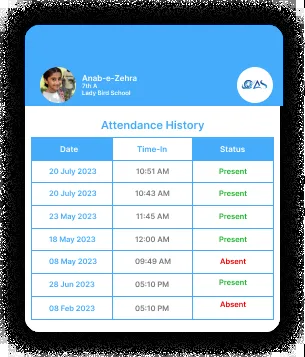 Anab-e-Zehra
7th A
Lady Bird School
Attendance History
Date Time-In Status
20 July 2023 10:51 AM Present
20 July 2023 10:43 AM Present
23 May 2023 11:45 AM Present
18 May 2023 12:00 AM Present
08 May 2023 09:49 AM Absent
28 Jun 2023 05:10 PM Present
08 Feb 2023 05:10 PM Absent